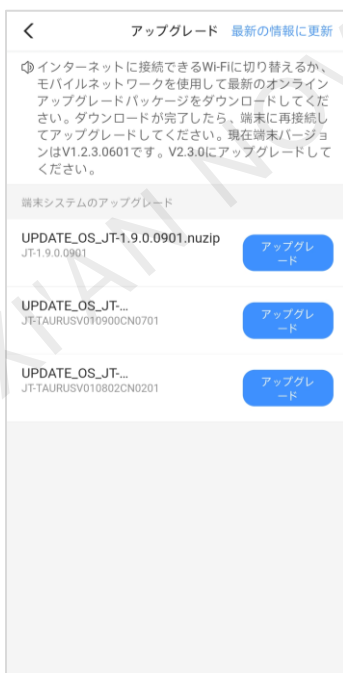 アップグレード 最新の情報に更新
インターネットに接続できるWi-Fiに切り替えるか、
モバイルネットワークを使用して最新のオンライン
アップグレードパッケージをダウンロードしてくだ
さい。ダウンロードが完了したら、端末に再接続し
てアップグレードしてください。現在端末バージョ
ンはV1.2.3.0601です。V2.3.0にアップグレードして
ください。
端末システムのアップグレード
UPDATE_OS_JT-1.9.0.0901.nuzip
JT-1.9.0.0901
アップグレ
ード
UPDATE_OS_JT-...
JT-TAURUSV010900CN0701
アップグレ
ード
UPDATE_OS_JT-...
JT-TAURUSV010802CN0201
アップグレ
ード